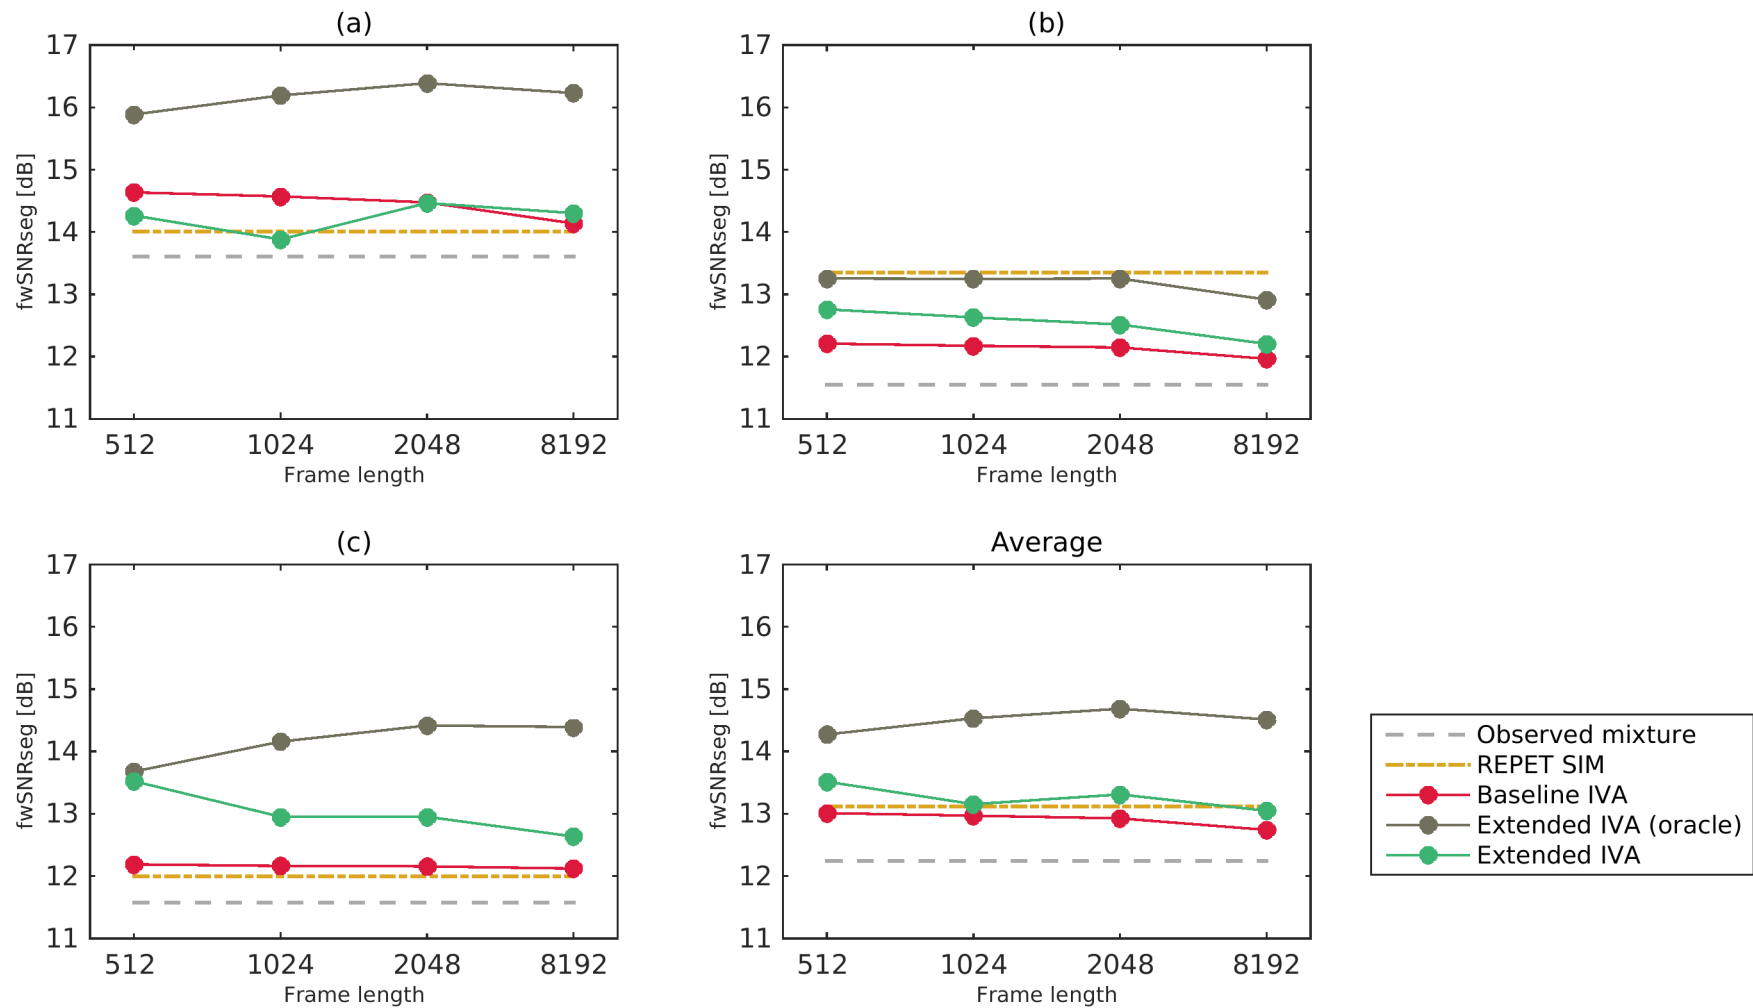 (a)
17
16
15
14
13
12
11
fwSNRseg [dB]
512 1024 2048 8192
Frame length
(b)
17
16
15
14
13
12
11
fwSNRseg [dB]
512 1024 2048 8192
Frame length
(c)
17
16
15
14
13
12
11
fwSNRseg [dB]
512 1024 2048 8192
Frame length
Average
17
16
15
14
13
12
11
fwSNRseg [dB]
512 1024 2048 8192
Frame length
Observed mixture
REPET SIM
Baseline IVA
Extended IVA (oracle)
Extended IVA